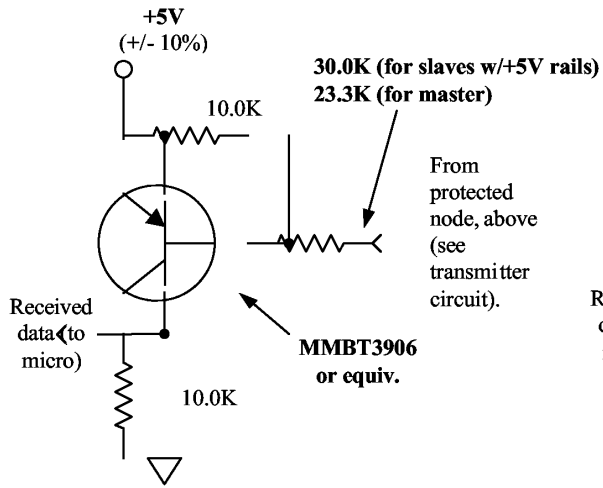 +5V
(+/- 10%)
30.0K (for slaves w/+5V rails)
23.3K (for master)
10.0K
From
protected
node, above
(see
transmitter
circuit).
Received
data (to
micro)
MMBT3906
or equiv.
10.0K
R